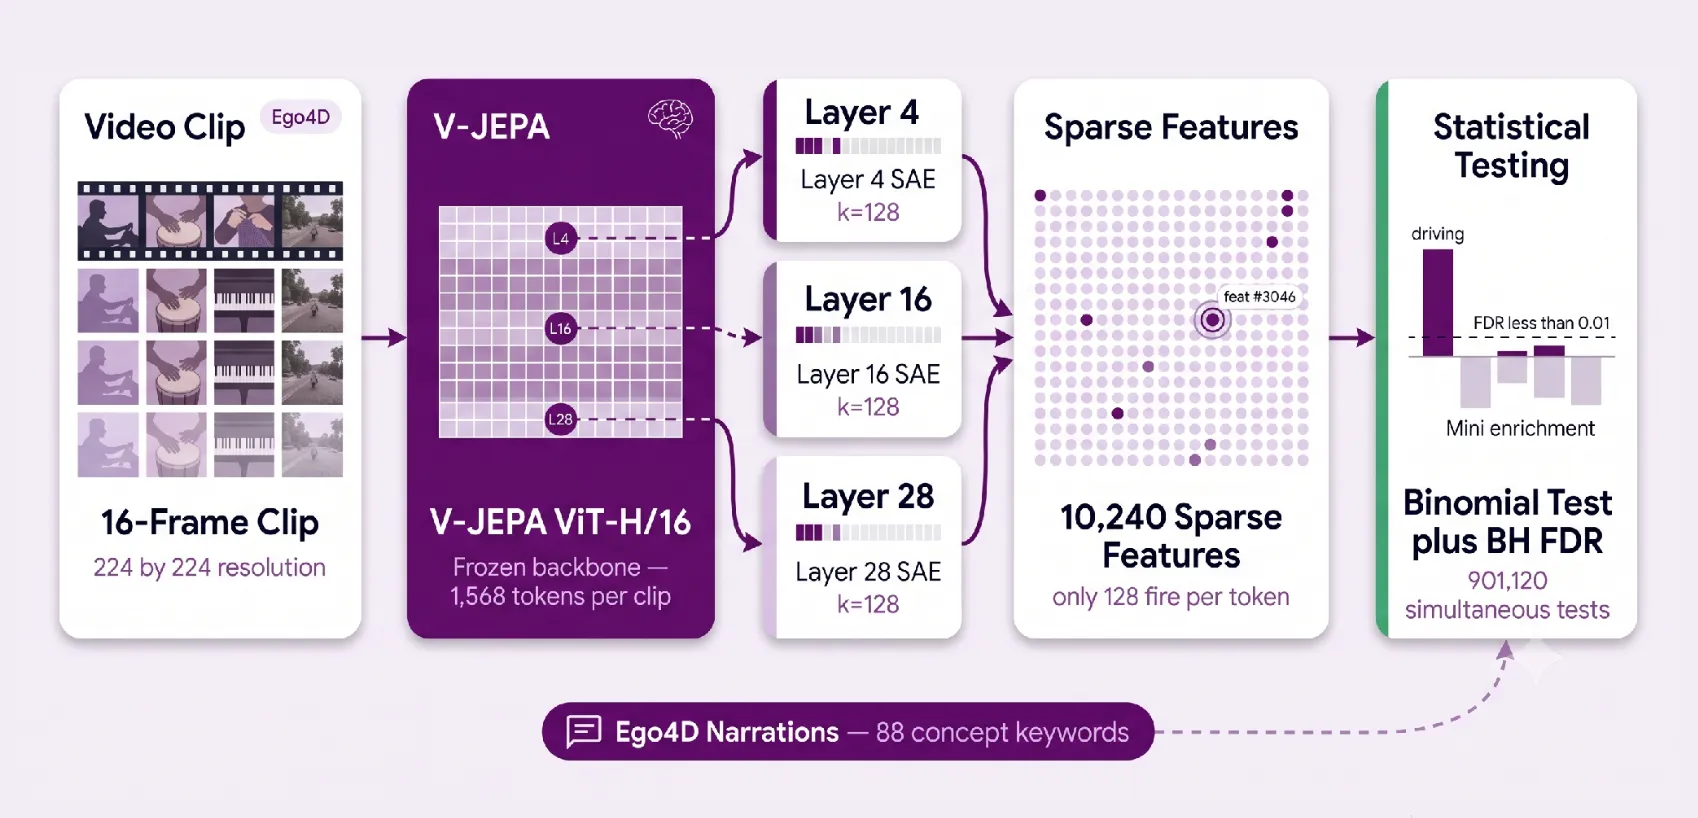 Video Clip
Ego4D
16-Frame Clip
224 by 224 resolution
V-JEPA
L4
L16
L28
V-JEPA ViT-H/16
Frozen backbone —
1,568 tokens per clip
Layer 4
Layer 4 SAE
k=128
Layer 16
Layer 16 SAE
k=128
Layer 28
Layer 28 SAE
k=128
Sparse Features
feat #3046
10,240 Sparse
Features
only 128 fire per token
Statistical
Testing
driving
FDR less than 0.01
Mini enrichment
Binomial Test
plus BH FDR
901,120
simultaneous tests
Ego4D Narrations — 88 concept keywords